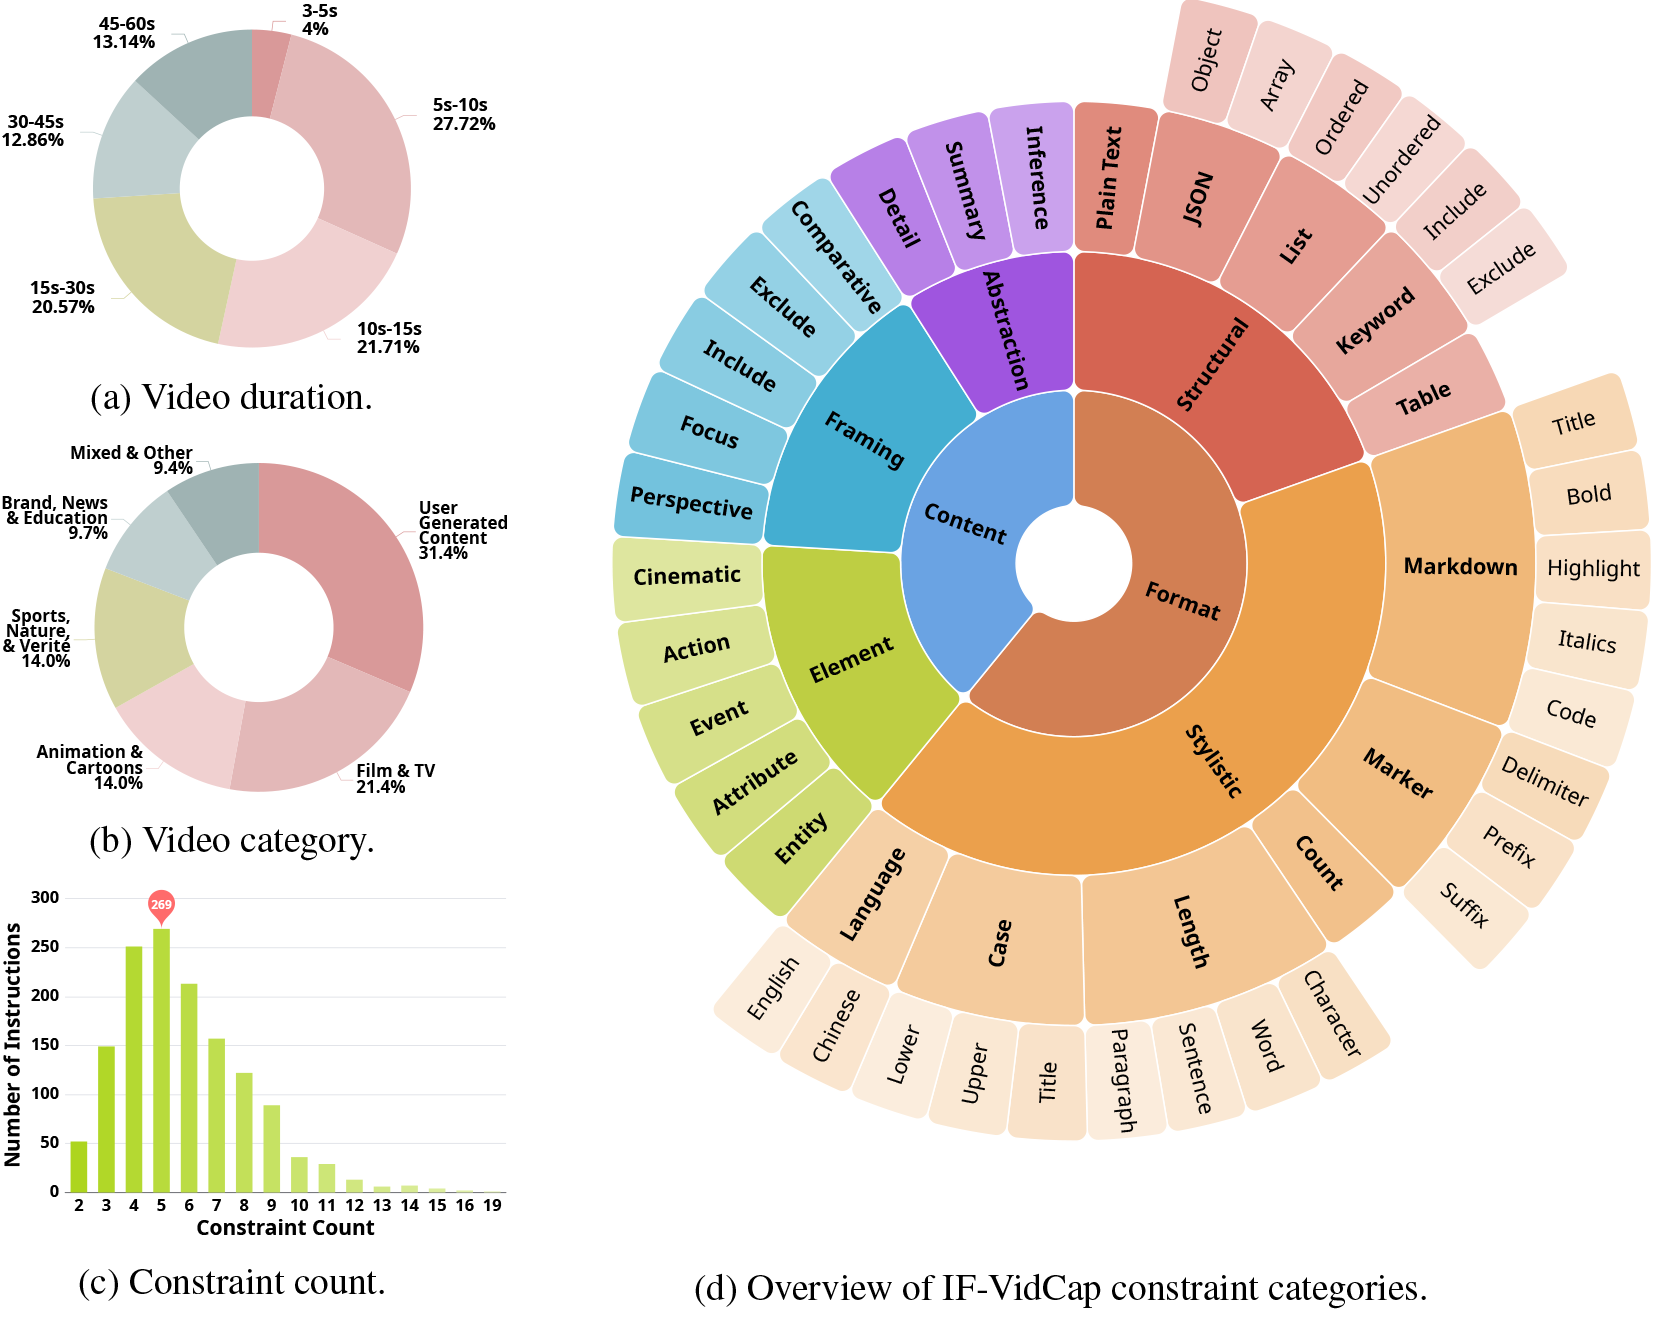 3-5s
4%
5s-10s
27.72%
10s-15s
21.71%
15s-30s
20.57%
30-45s
12.86%
45-60s
13.14%
(a) Video duration.
User
Generated
Content
31.4%
Film & TV
21.4%
Animation &
Cartoons
14.0%
Sports,
Nature,
& Verité
14.0%
Brand, News
& Education
9.7%
Mixed & Other
9.4%
(b) Video category.
Number of Instructions
300
250
200
150
100
50
0
269
2 3 4 5 6 7 8 9 10 11 12 13 14 15 16 19
Constraint Count
(c) Constraint count.
Content
Format
Abstraction
Framing
Element
Structural
Stylistic
Inference
Summary
Detail
Comparative
Exclude
Include
Focus
Perspective
Cinematic
Action
Event
Attribute
Entity
Plain Text
JSON
List
Keyword
Table
Markdown
Marker
Count
Length
Case
Language
Object
Array
Ordered
Unordered
Include
Exclude
Title
Bold
Highlight
Italics
Code
Delimiter
Prefix
Suffix
Character
Word
Sentence
Paragraph
Title
Upper
Lower
Chinese
English
(d) Overview of IF-VidCap constraint categories.